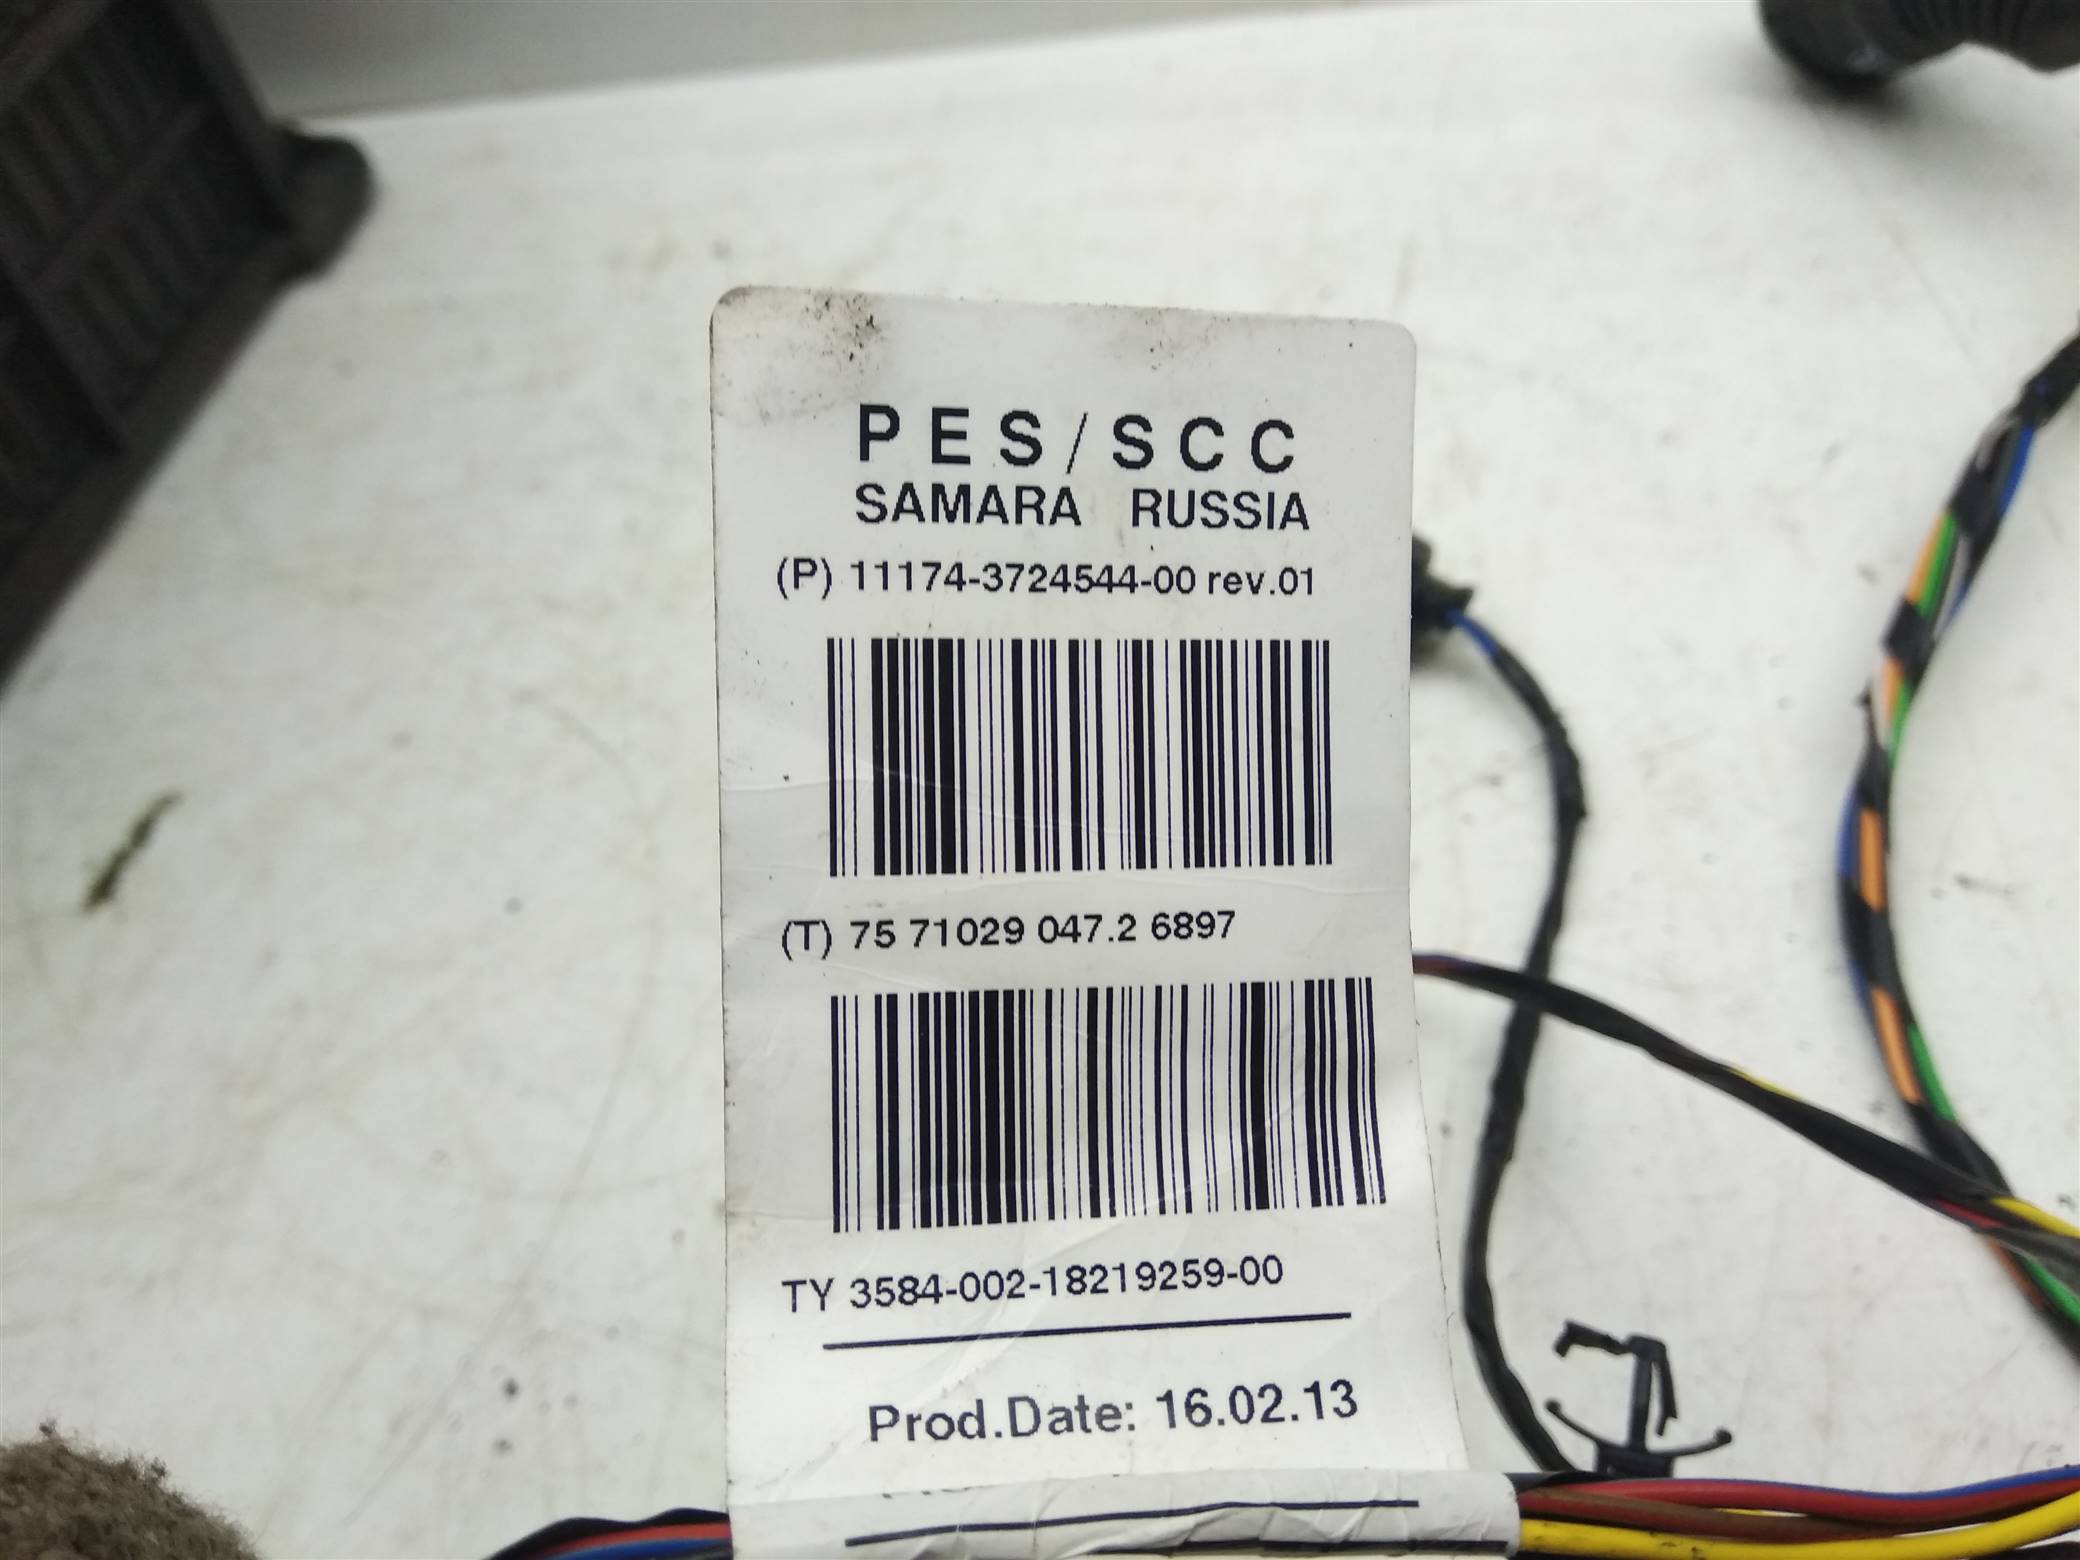 PES/SCC
SAMARA RUSSIA
(P) 11174-3724544-00 rev.01
(T) 75 71029 047.2 6897
TY 3584-002-18219259-00
Prod.Date: 16.02.13